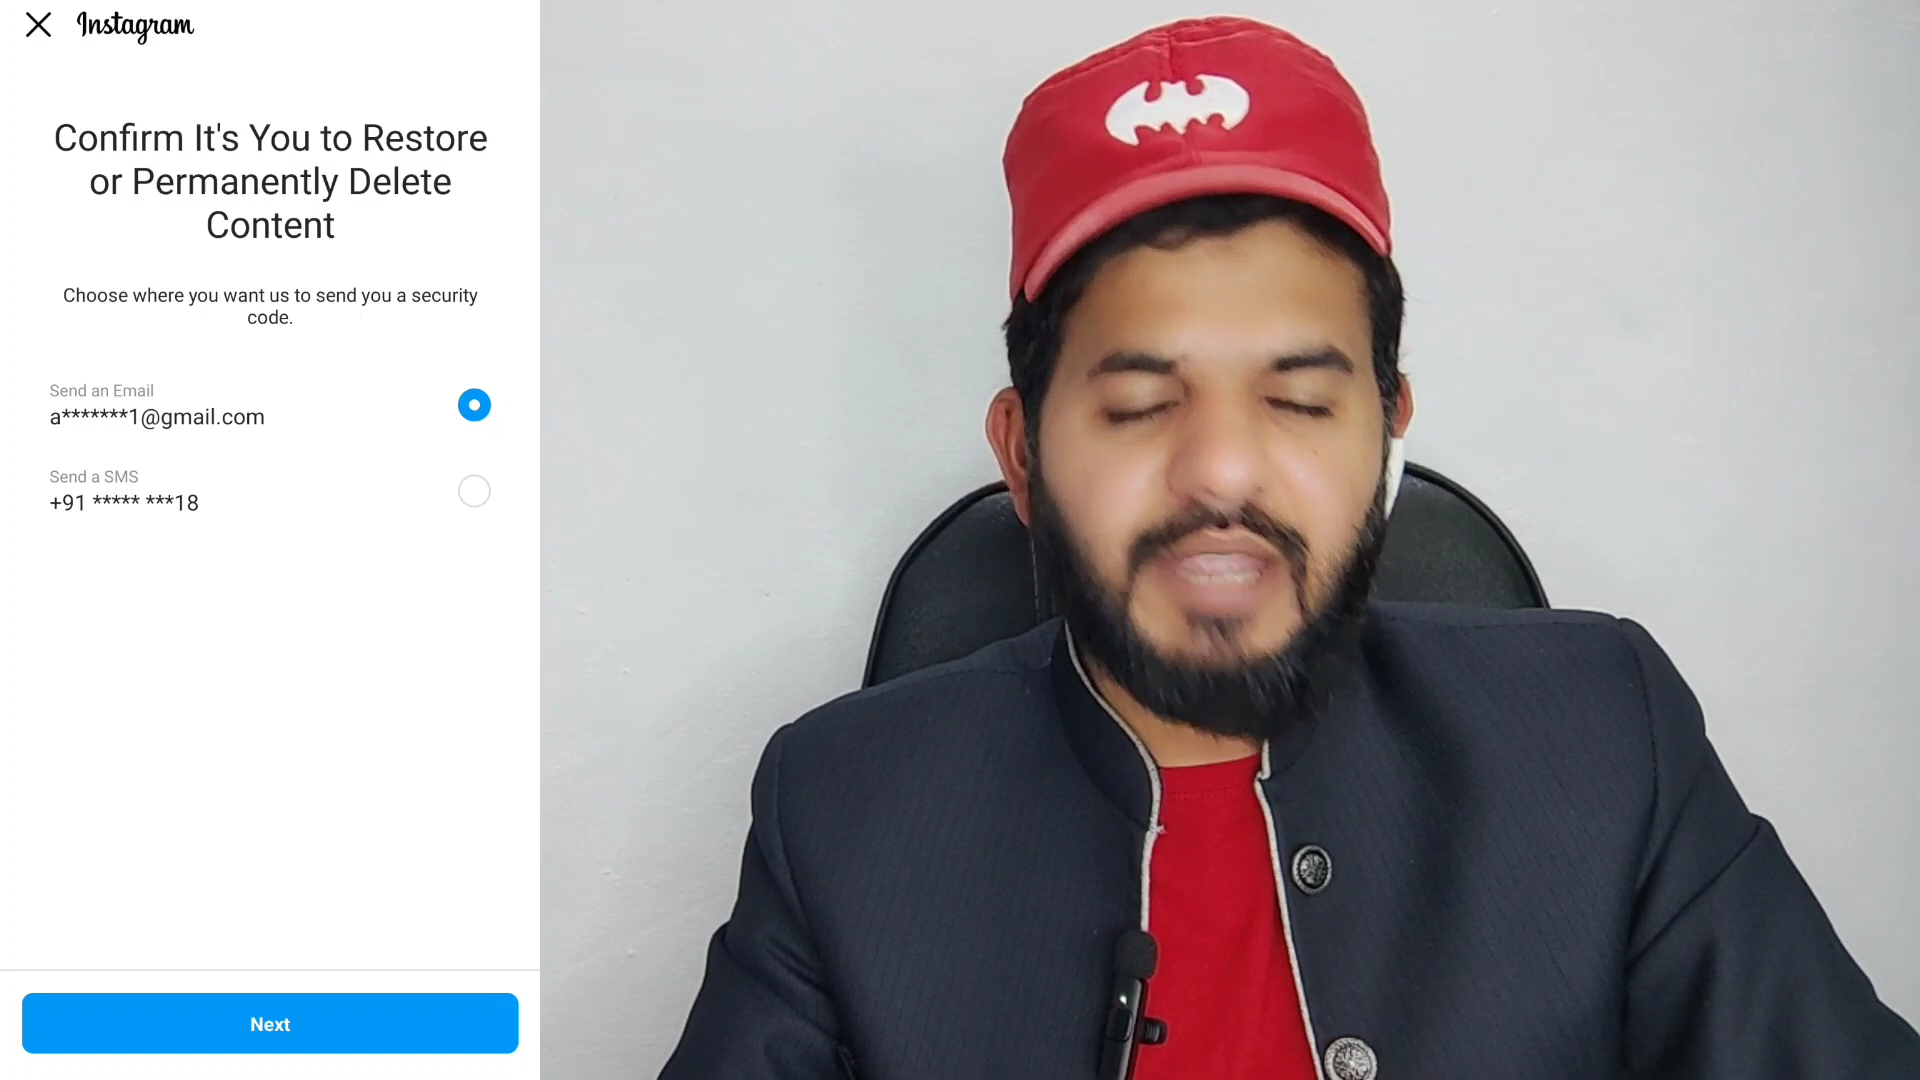 Instagram
Confirm It's You to Restore
or Permanently Delete
Content
Choose where you want us to send you a security
code.
Send an Email
a*******1@gmail.com
Send a SMS
+91 ***** ***18
Next